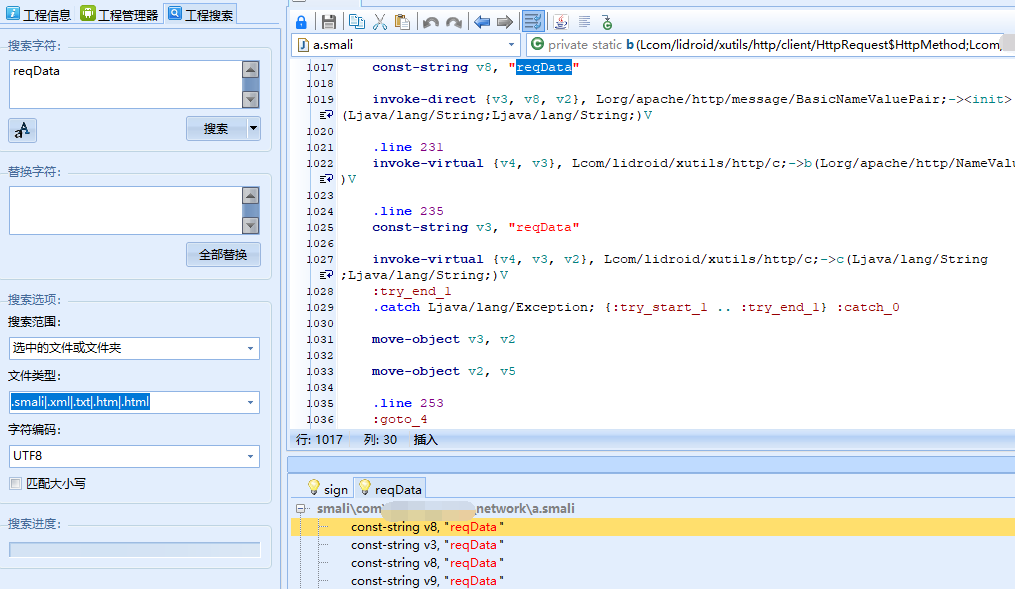 工程信息 工程管理器 工程搜索
搜索字符:
reqData
搜索
替换字符:
全部替换
搜索选项:
搜索范围:
选中的文件或文件夹
文件类型:
.smali|.xml|.txt|.htm|.html
字符编码:
UTF8
匹配大小写
搜索进度:
a.smali
private static b(Lcom/lidroid/xutils/http/client/HttpRequest$HttpMethod;Lcom
1017 const-string v8, "reqData"
1018
1019 invoke-direct {v3, v8, v2}, Lorg/apache/http/message/BasicNameValuePair;-><init>
(Ljava/lang/String;Ljava/lang/String;)V
1020
1021 .line 231
1022 invoke-virtual {v4, v3}, Lcom/lidroid/xutils/http/c;->b(Lorg/apache/http/NameValu
)V
1023
1024 .line 235
1025 const-string v3, "reqData"
1026
1027 invoke-virtual {v4, v3, v2}, Lcom/lidroid/xutils/http/c;->c(Ljava/lang/String
;Ljava/lang/String;)V
1028 :try_end_1
1029 .catch Ljava/lang/Exception; {:try_start_1 .. :try_end_1} :catch_0
1030
1031 move-object v3, v2
1032
1033 move-object v2, v5
1034
1035 .line 253
1036 :goto_4
行: 1017 列: 30 插入
sign reqData
smali\com\ _network\a.smali
const-string v8, "reqData"
const-string v3, "reqData"
const-string v8, "reqData"
const-string v9, "reqData"